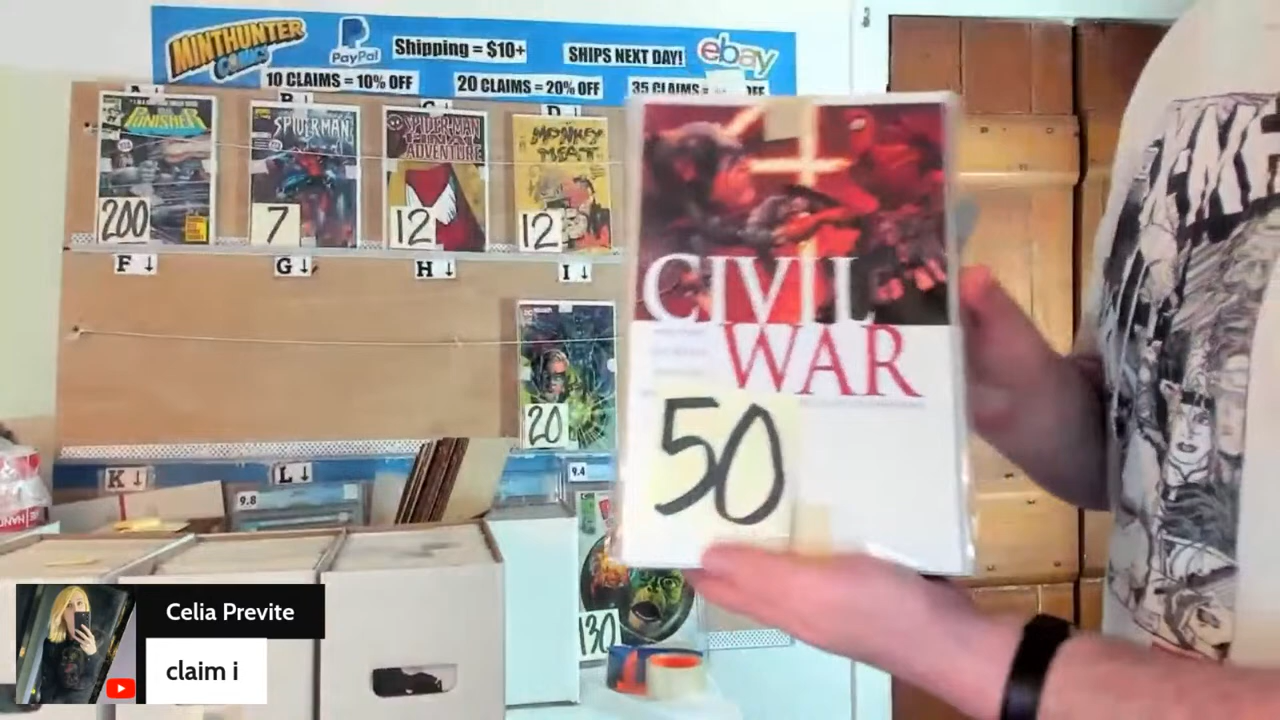 MINTHUNTER
COMICS
PayPal
Shipping = $10+
SHIPS NEXT DAY!
ebay
10 CLAIMS = 10% OFF
20 CLAIMS = 20% OFF
35 CLAIMS =
A ↓
B ↓
C ↓
D ↓
PUNISHER
200
SPIDER-MAN
7
SPIDER-MAN
FINAL
ADVENTURE
12
MONKEY
MEAT
12
F ↓
G ↓
H ↓
I ↓
20
CIVIL
WAR
50
K ↓
L ↓
9.8
9.4
130
Celia Previte
claim i